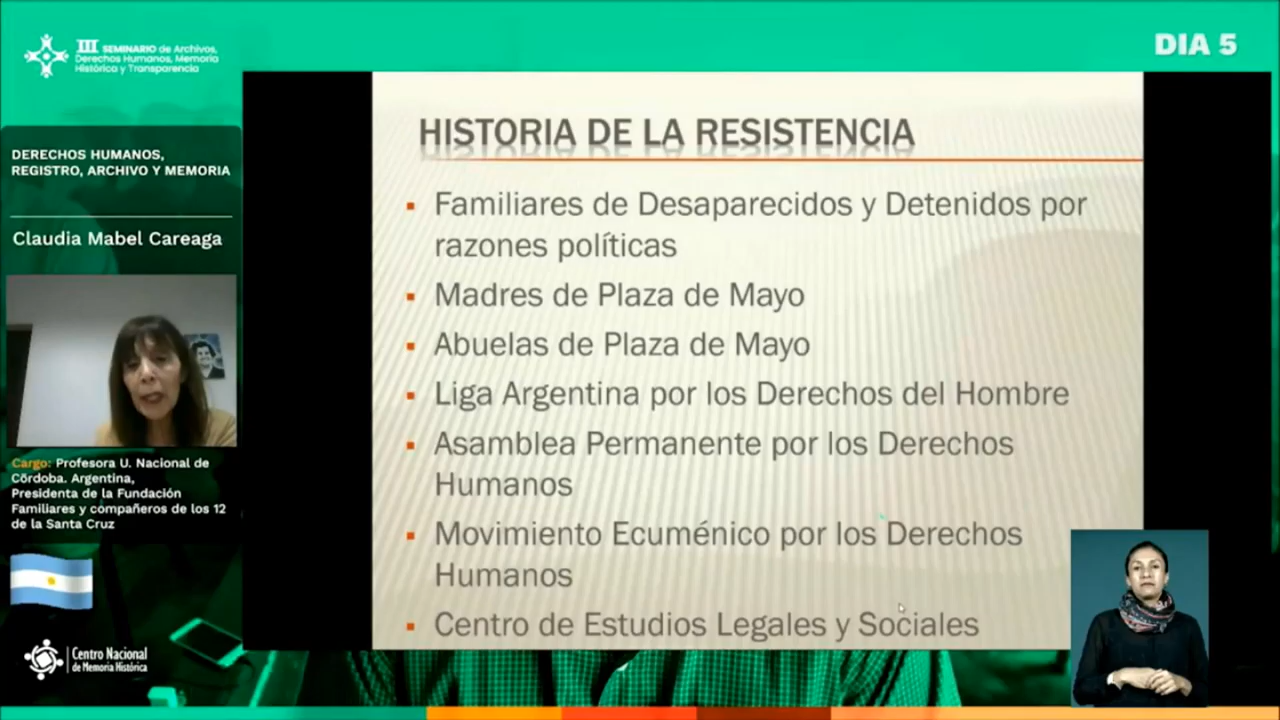 III SEMINARIO de Archivos,
Derechos Humanos, Memoria
Histórica y Transparencia
DIA 5
DERECHOS HUMANOS,
REGISTRO, ARCHIVO Y MEMORIA
Claudia Mabel Careaga
Cargo: Profesora U. Nacional de
Córdoba. Argentina,
Presidenta de la Fundación
Familiares y compañeros de los 12
de la Santa Cruz
Centro Nacional
de Memoria Histórica
HISTORIA DE LA RESISTENCIA
▪ Familiares de Desaparecidos y Detenidos por
razones políticas
▪ Madres de Plaza de Mayo
▪ Abuelas de Plaza de Mayo
▪ Liga Argentina por los Derechos del Hombre
▪ Asamblea Permanente por los Derechos
Humanos
▪ Movimiento Ecuménico por los Derechos
Humanos
▪ Centro de Estudios Legales y Sociales